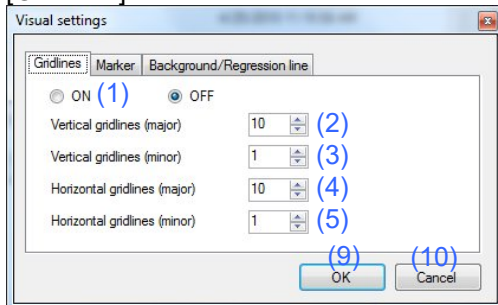 Visual settings
Gridlines Marker Background/Regression line
ON (1) OFF
Vertical gridlines (major) 10 (2)
Vertical gridlines (minor) 1 (3)
Horizontal gridlines (major) 10 (4)
Horizontal gridlines (minor) 1 (5)
(9) (10)
OK Cancel